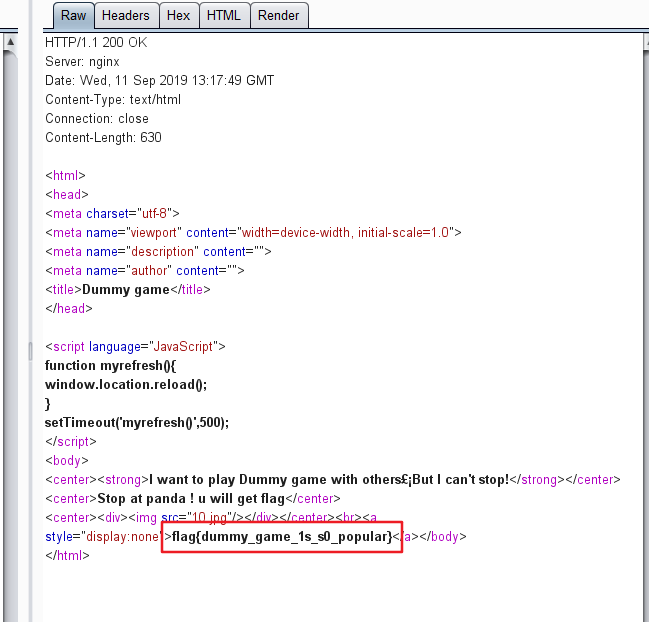 Raw Headers Hex HTML Render
HTTP/1.1 200 OK
Server: nginx
Date: Wed, 11 Sep 2019 13:17:49 GMT
Content-Type: text/html
Connection: close
Content-Length: 630
<html>
<head>
<meta charset="utf-8">
<meta name="viewport" content="width=device-width, initial-scale=1.0">
<meta name="description" content="">
<meta name="author" content="">
<title>Dummy game</title>
</head>
<script language="JavaScript">
function myrefresh(){
window.location.reload();
}
setTimeout('myrefresh()',500);
</script>
<body>
<center><strong>I want to play Dummy game with others£¡But I can't stop!</strong></center>
<center>Stop at panda ! u will get flag</center>
<center><div><img src="10.jpg"/></div></center><br><a
style="display:none">flag{dummy_game_1s_s0_popular}</a></body>
</html>